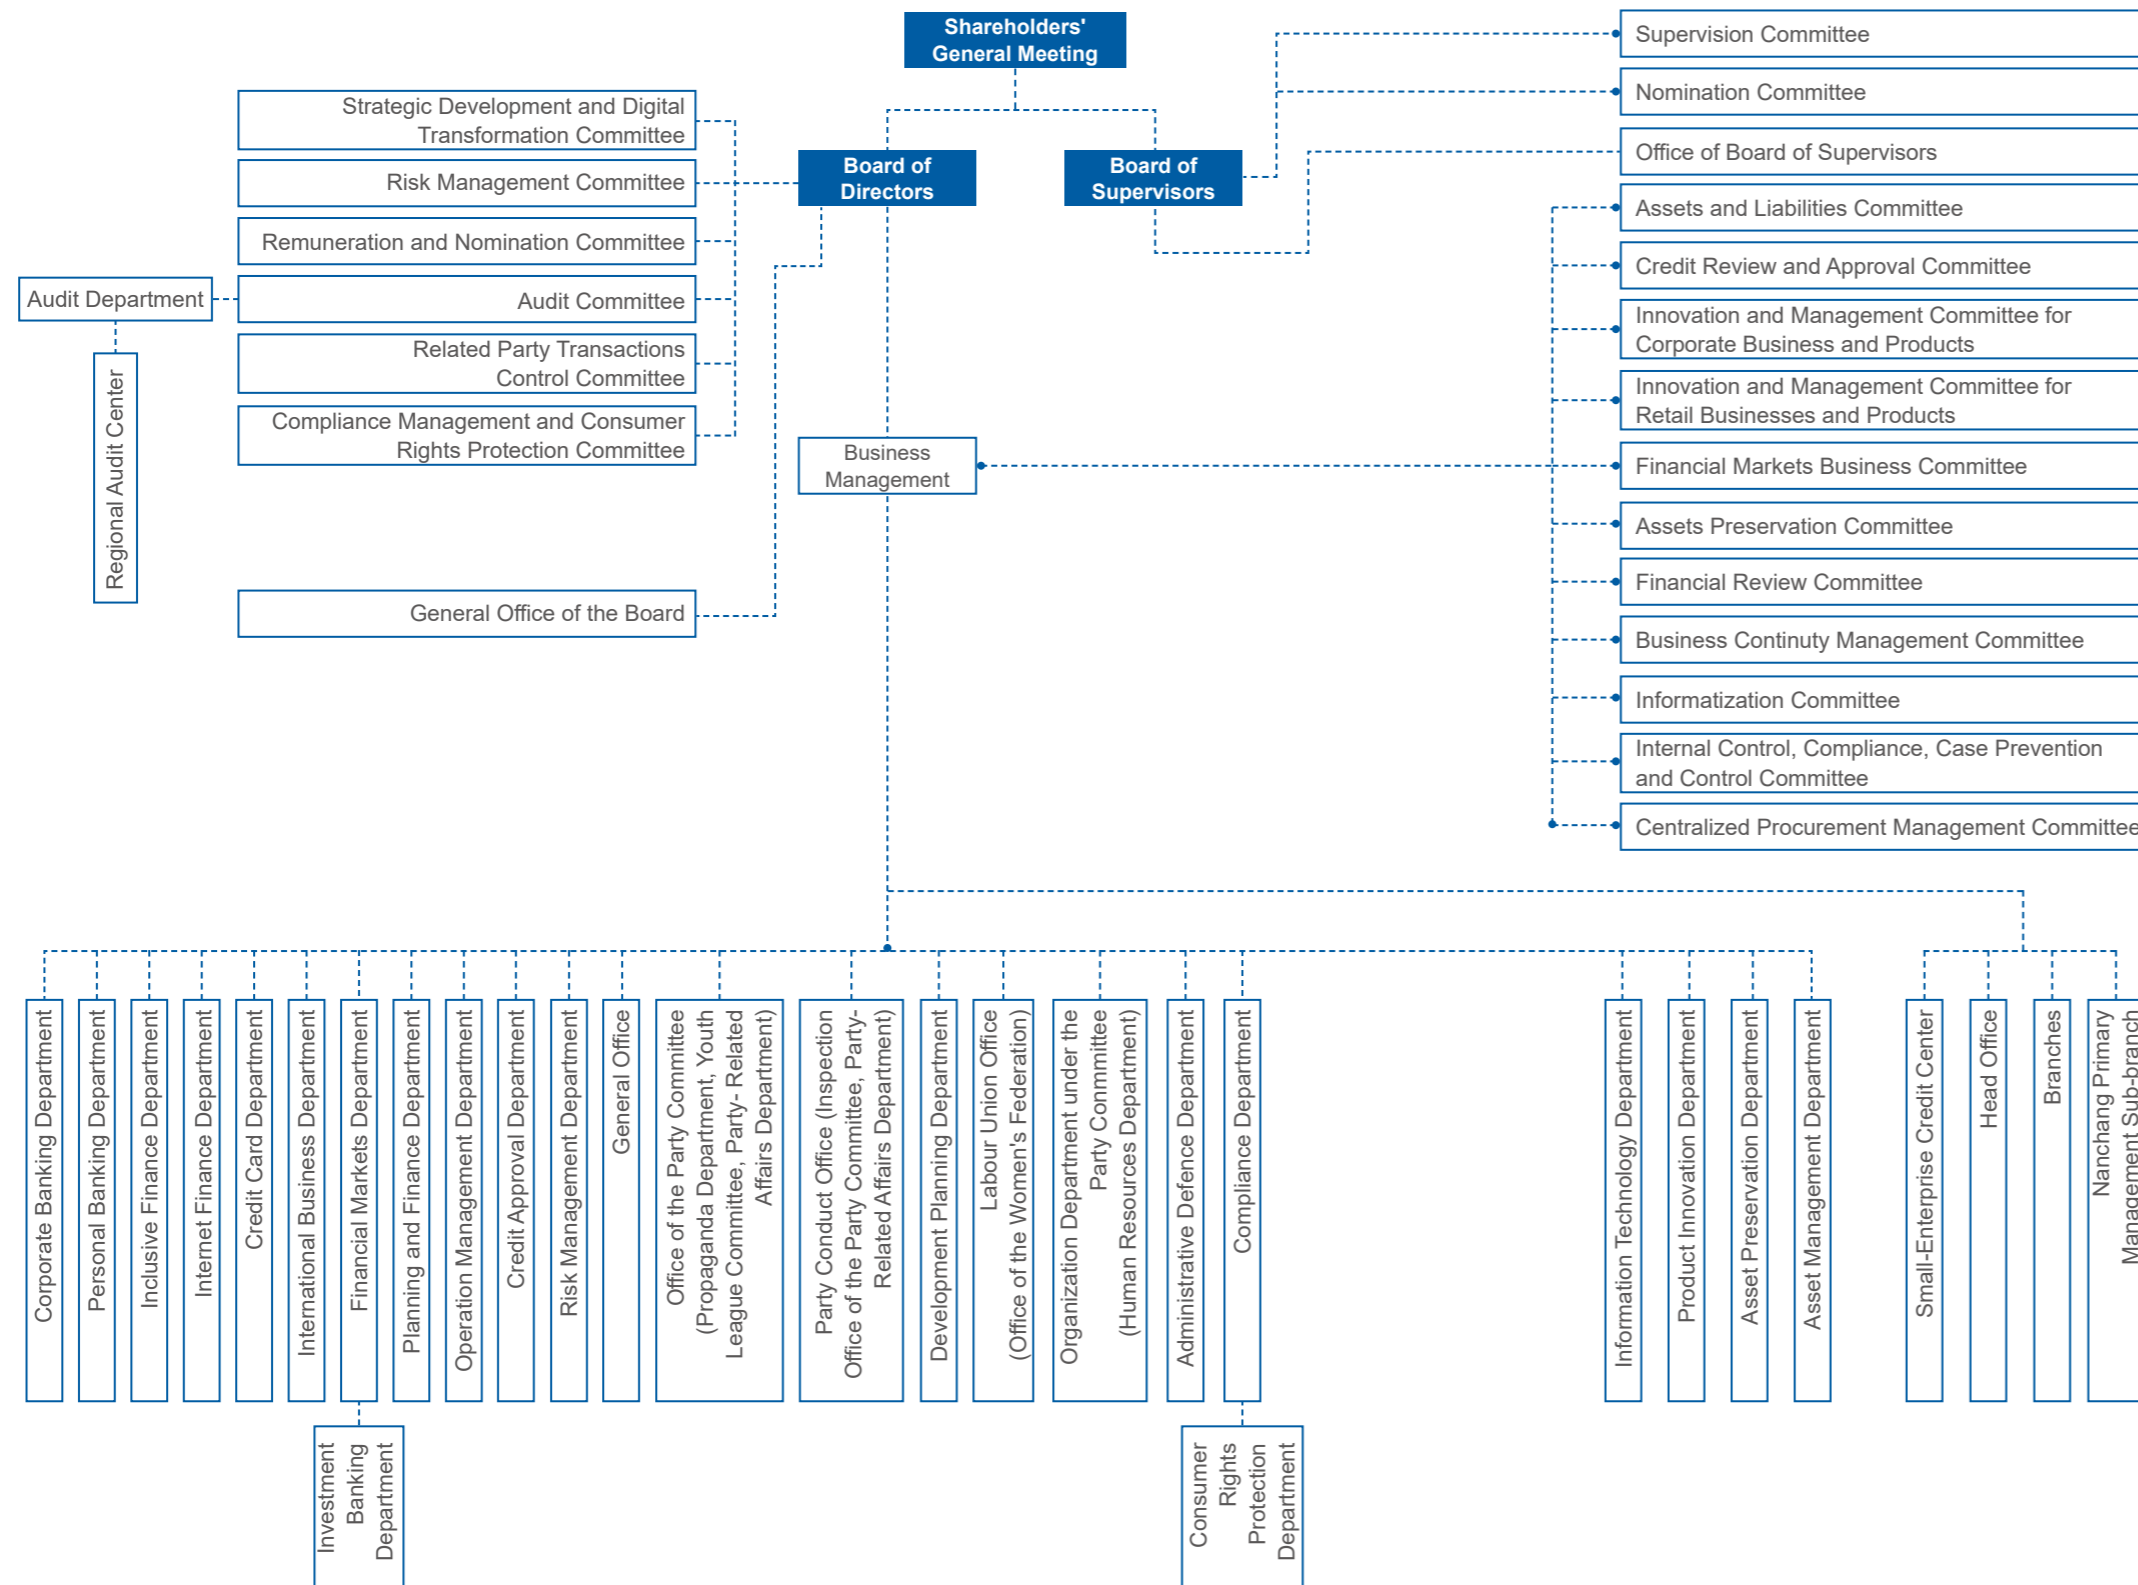 Shareholders'
General Meeting
Board of
Directors
Board of
Supervisors
Strategic Development and Digital
Transformation Committee
Risk Management Committee
Remuneration and Nomination Committee
Audit Committee
Related Party Transactions
Control Committee
Compliance Management and Consumer
Rights Protection Committee
General Office of the Board
Audit Department
Regional Audit Center
Business
Management
Supervision Committee
Nomination Committee
Office of Board of Supervisors
Assets and Liabilities Committee
Credit Review and Approval Committee
Innovation and Management Committee for
Corporate Business and Products
Innovation and Management Committee for
Retail Businesses and Products
Financial Markets Business Committee
Assets Preservation Committee
Financial Review Committee
Business Continuty Management Committee
Informatization Committee
Internal Control, Compliance, Case Prevention
and Control Committee
Centralized Procurement Management Committee
Corporate Banking Department
Personal Banking Department
Inclusive Finance Department
Internet Finance Department
Credit Card Department
International Business Department
Financial Markets Department
Planning and Finance Department
Operation Management Department
Credit Approval Department
Risk Management Department
General Office
Office of the Party Committee
(Propaganda Department, Youth
League Committee, Party- Related
Affairs Department)
Party Conduct Office (Inspection
Office of the Party Committee, Party-
Related Affairs Department)
Development Planning Department
Labour Union Office
(Office of the Women's Federation)
Organization Department under the
Party Committee
(Human Resources Department)
Administrative Defence Department
Compliance Department
Information Technology Department
Product Innovation Department
Asset Preservation Department
Asset Management Department
Small-Enterprise Credit Center
Head Office
Branches
Nanchang Primary
Management Sub-branch
Investment
Banking
Department
Consumer
Rights
Protection
Department